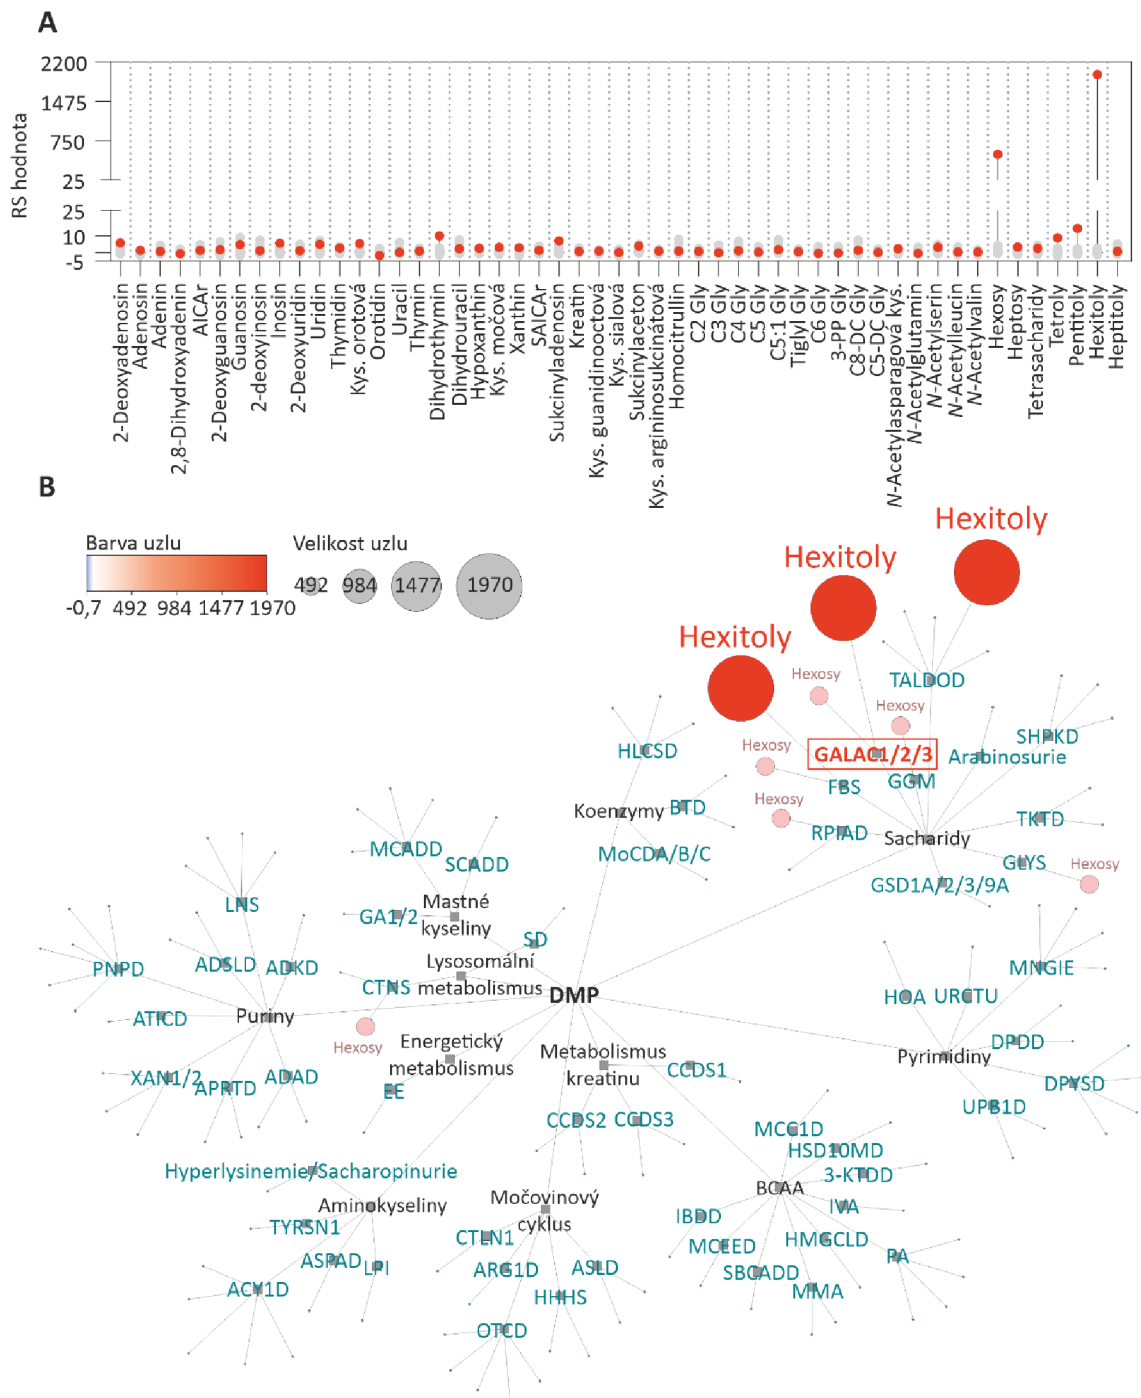 A
2200
1475
750
25
25
10
-5
RS hodnota
2-Deoxyadenosin
Adenosin
Adenin
2,8-Dihydroxyadenin
AICAr
2-Deoxyguanosin
Guanosin
2-deoxyinosin
Inosin
2-Deoxyuridin
Uridin
Thymidin
Kys. orotová
Orotidin
Uracil
Thymin
Dihydrothymin
Dihydrouracil
Hypoxanthin
Kys. močová
Xanthin
SAICAr
Sukcinyladenosin
Kreatin
Kys. guanidinooctová
Kys. sialová
Sukcinylaceton
Kys. argininosukcinátová
Homocitrullin
C2 Gly
C3 Gly
C4 Gly
C5 Gly
C5:1 Gly
Tiglyl Gly
C6 Gly
3-PP Gly
C8-DC Gly
C5-DC Gly
N-Acetylasparagová kys.
N-Acetylglutamin
N-Acetylserin
N-Acetylleucin
N-Acetylvalin
Hexosy
Heptosy
Tetrasacharidy
Tetroly
Pentitoly
Hexitoly
Heptitoly
B
Barva uzlu
-0,7 492 984 1477 1970
Velikost uzlu
492 984 1477 1970
Hexitoly
Hexitoly
Hexitoly
Hexosy
TALDOD
Hexosy
SHPKD
Hexosy
GALAC1/2/3
Arabinosurie
HLCSD
FBS
GGM
Hexosy
Koenzymy
BTD
RPIAD
Sacharidy
TKTD
MCADD
SCADD
MoCDA/B/C
GLYS
Hexosy
GSD1A/2/3/9A
LNS
GA1/2
Mastné
kyseliny
SD
PNPD
ADSLD
ADKD
Lysosomální
metabolismus
CTNS
DMP
MNGIE
HOA
URCTU
ATICD
Puriny
Hexosy
Energetický
metabolismus
Metabolismus
kreatinu
CCDS1
Pyrimidiny
DPDD
XAN1/2
APRTD
ADAD
EE
DPYSD
UPB1D
CCDS2
CCDS3
MCC1D
HSD10MD
Hyperlysinemie/Sacharopinurie
3-KTDD
BCAA
Aminokyseliny
Močovinový
cyklus
IVA
IBDD
TYRSN1
CTLN1
MCEED
HMGCLD
PA
ASPAD
LPI
ARG1D
ASLD
SBCADD
ACY1D
HHHS
MMA
OTCD